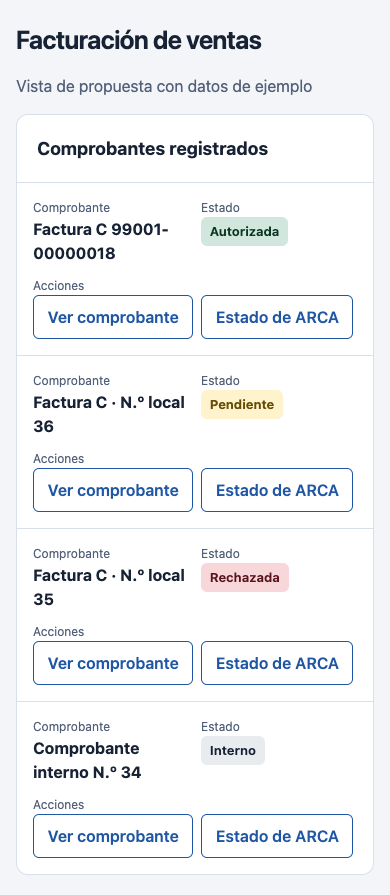 Facturación de ventas
Vista de propuesta con datos de ejemplo
Comprobantes registrados
Comprobante
Estado
Factura C 99001-
00000018
Autorizada
Acciones
Ver comprobante
Estado de ARCA
Comprobante
Estado
Factura C · N.º local
36
Pendiente
Acciones
Ver comprobante
Estado de ARCA
Comprobante
Estado
Factura C · N.º local
35
Rechazada
Acciones
Ver comprobante
Estado de ARCA
Comprobante
Estado
Comprobante
interno N.º 34
Interno
Acciones
Ver comprobante
Estado de ARCA